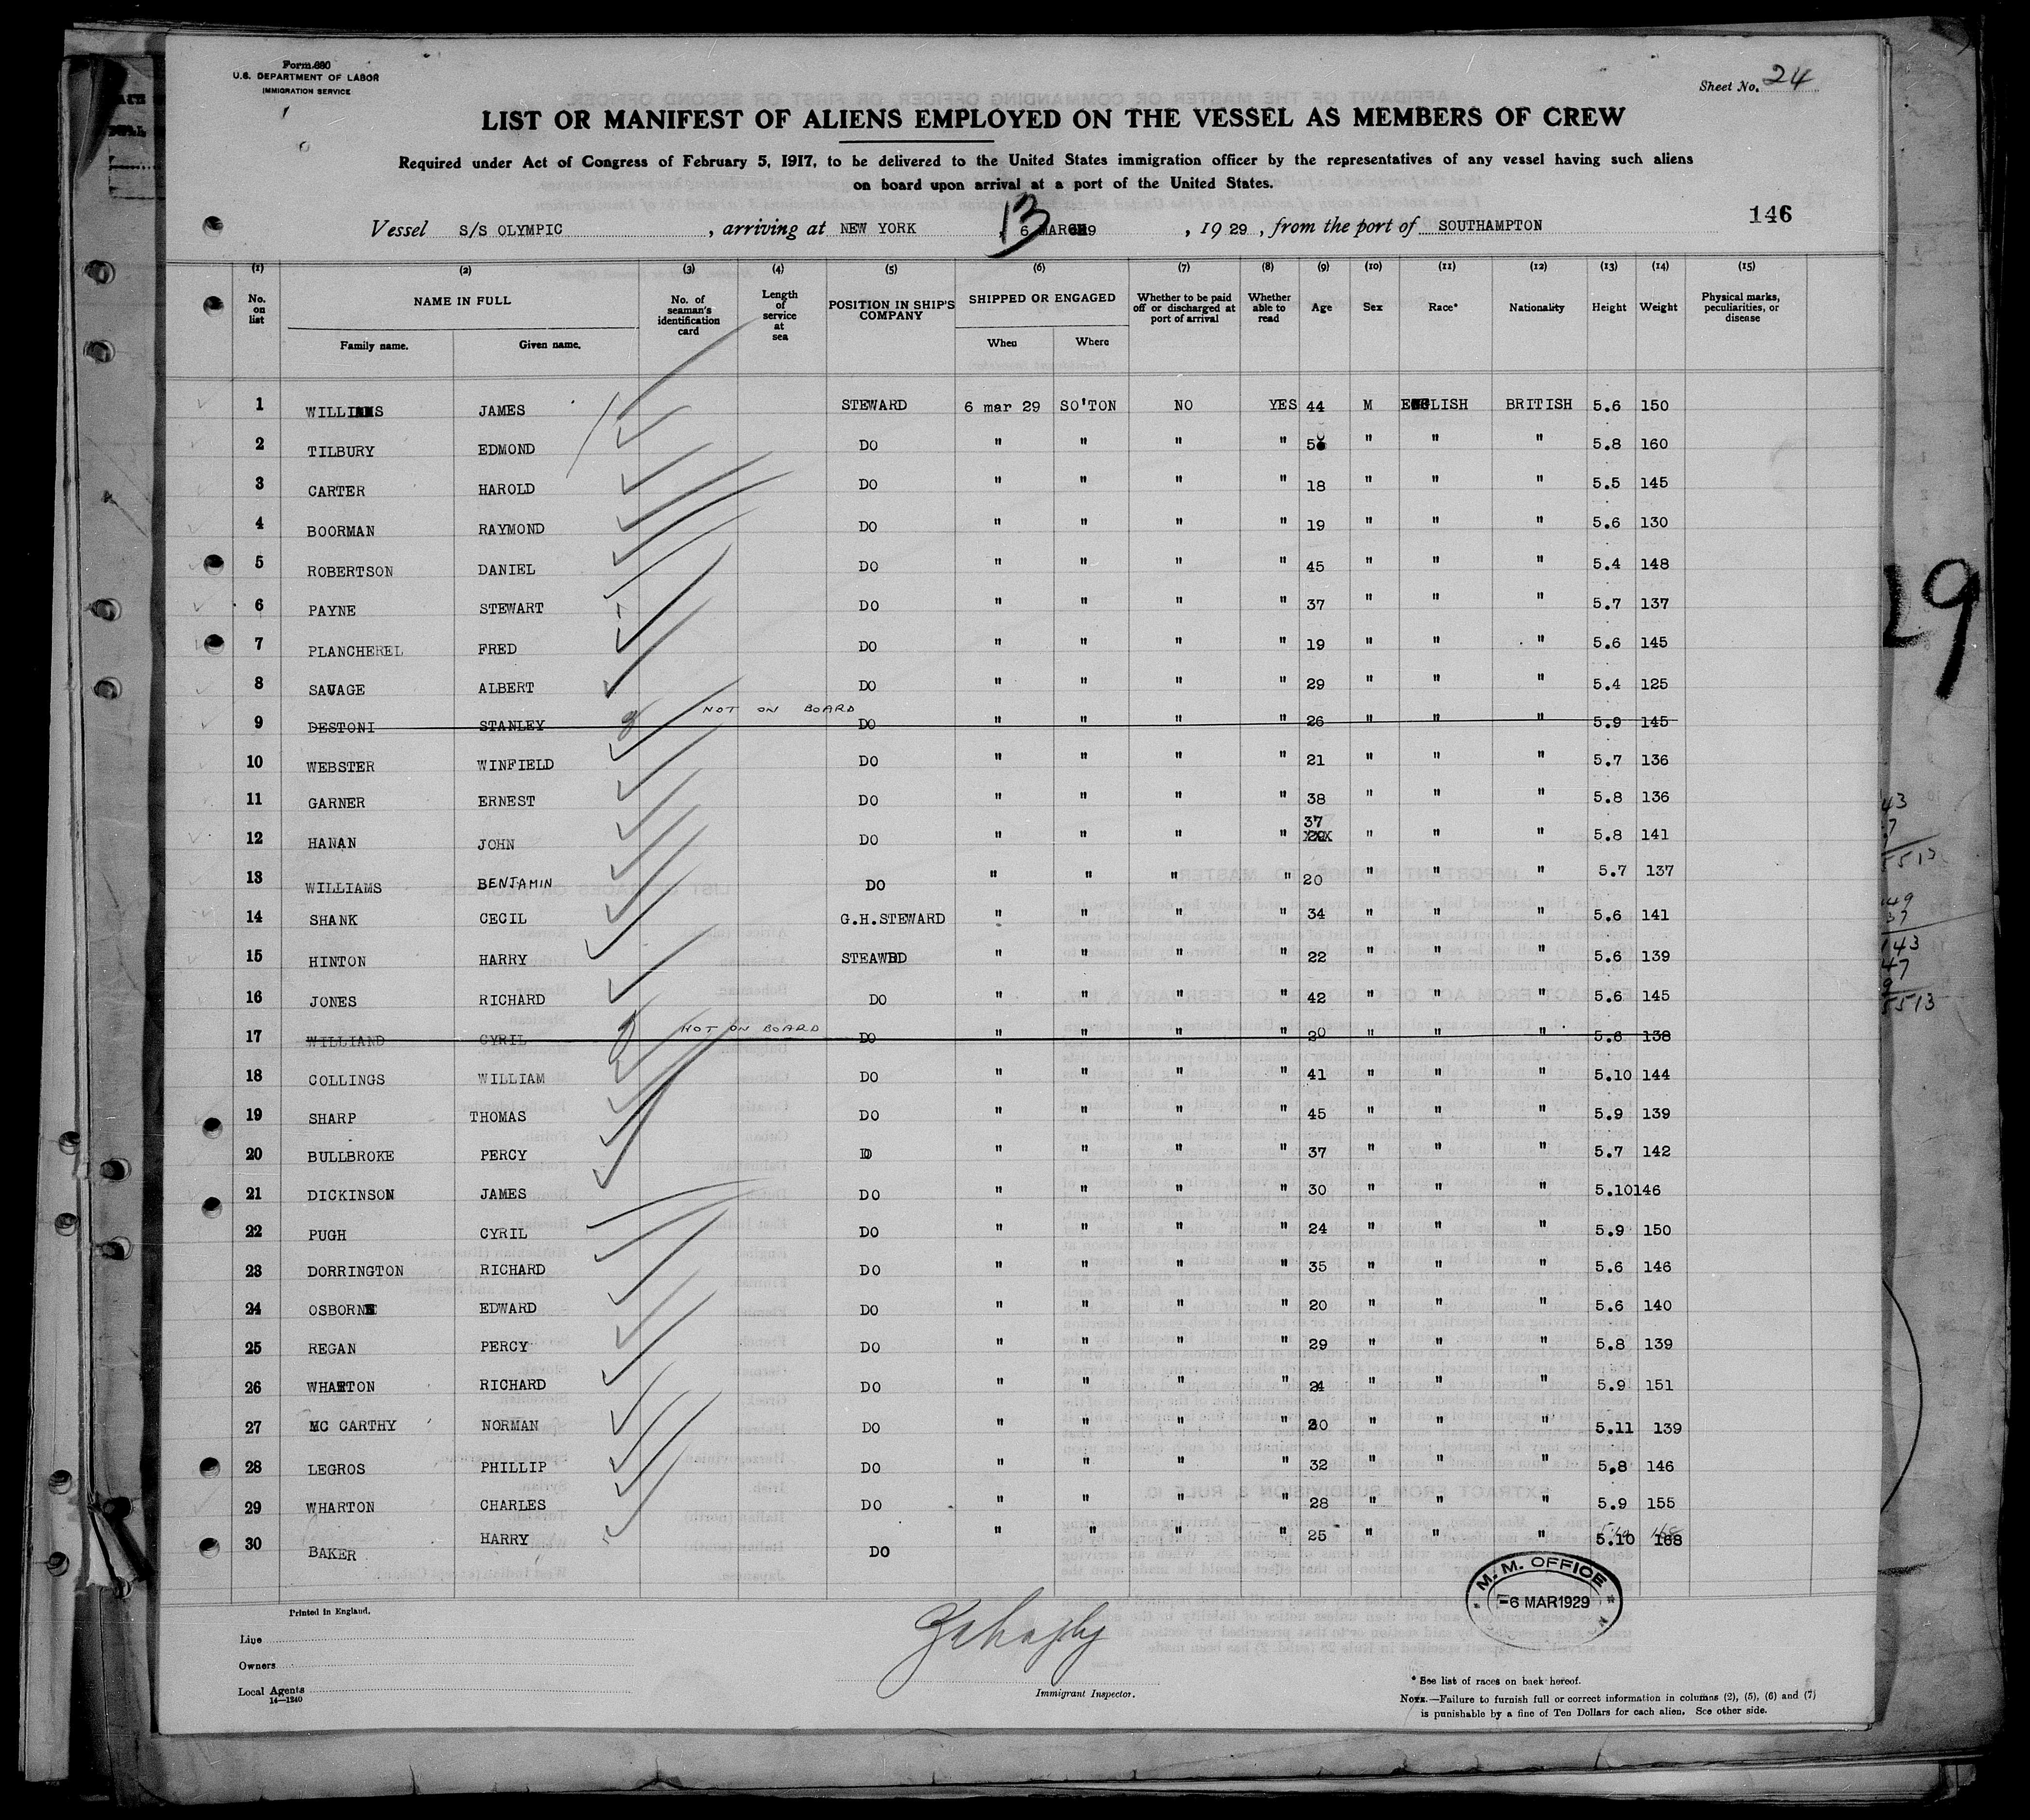 Form 680
U.S. DEPARTMENT OF LABOR
IMMIGRATION SERVICE
Sheet No. 24
LIST OR MANIFEST OF ALIENS EMPLOYED ON THE VESSEL AS MEMBERS OF CREW
Required under Act of Congress of February 5, 1917, to be delivered to the United States immigration officer by the representatives of any vessel having such aliens
on board upon arrival at a port of the United States.
146
Vessel S/S OLYMPIC, arriving at NEW YORK, 13 6 MARCH, 19 29, from the port of SOUTHAMPTON
(1) (2) (3) (4) (5) (6) (7) (8) (9) (10) (11) (12) (13) (14) (15)
No. on list NAME IN FULL Family name. Given name. No. of seaman's identification card Length of service at sea POSITION IN SHIP'S COMPANY SHIPPED OR ENGAGED When Where Whether to be paid off or discharged at port of arrival Whether able to read Age Sex Race* Nationality Height Weight Physical marks, peculiarities, or disease
1 WILLIAMS JAMES STEWARD 6 mar 29 SO'TON NO YES 44 M ENGLISH BRITISH 5.6 150
2 TILBURY EDMOND DO " " " " " " " 5.8 160
3 CARTER HAROLD DO " " " " 18 " " " 5.5 145
4 BOORMAN RAYMOND DO " " " " 19 " " " 5.6 130
5 ROBERTSON DANIEL DO " " " " 45 " " " 5.4 148
6 PAYNE STEWART DO " " " " 37 " " " 5.7 137
7 PLANCHEREL FRED DO " " " " 19 " " " 5.6 145
8 SAVAGE ALBERT DO " " " " 29 " " " 5.4 125
9 DESTONI STANLEY NOT ON BOARD DO " " " " 26 " " " 5.9 145
10 WEBSTER WINFIELD DO " " " " 21 " " " 5.7 136
11 GARNER ERNEST DO " " " " 38 " " " 5.8 136
12 HANAN JOHN DO " " " " 37 " " " 5.8 141
13 WILLIAMS BENJAMIN DO " " " " 20 " " " 5.7 137
14 SHANK CECIL G.H.STEWARD " " " " 34 " " " 5.6 141
15 HINTON HARRY STEAWRD " " " " 22 " " " 5.6 139
16 JONES RICHARD DO " " " " 42 " " " 5.6 145
17 WILLIAND CYRIL NOT ON BOARD DO " " " " 20 " " " 5.6 138
18 COLLINGS WILLIAM DO " " " " 41 " " " 5.10 144
19 SHARP THOMAS DO " " " " 45 " " " 5.9 139
20 BULLBROKE PERCY DO " " " " 37 " " " 5.7 142
21 DICKINSON JAMES DO " " " " 30 " " " 5.10 146
22 PUGH CYRIL DO " " " " 24 " " " 5.9 150
23 DORRINGTON RICHARD DO " " " " 35 " " " 5.6 146
24 OSBORNE EDWARD DO " " " " 20 " " " 5.6 140
25 REGAN PERCY DO " " " " 29 " " " 5.8 139
26 WHARTON RICHARD DO " " " " 24 " " " 5.9 151
27 MC CARTHY NORMAN DO " " " " " " " 5.11 139
28 LEGROS PHILLIP DO " " " " 32 " " " 5,8 146
29 WHARTON CHARLES DO " " " " 28 " " " 5.9 155
30 BAKER HARRY DO " " " " 25 " " " 5.10 168
M. M. OFFICE
-6 MAR 1929
Printed in England.
Line
Owners
Local Agents
14—1240
Immigrant Inspector.
* See list of races on back hereof.
NOTE.—Failure to furnish full or correct information in columns (2), (5), (6) and (7)
is punishable by a fine of Ten Dollars for each alien. See other side.